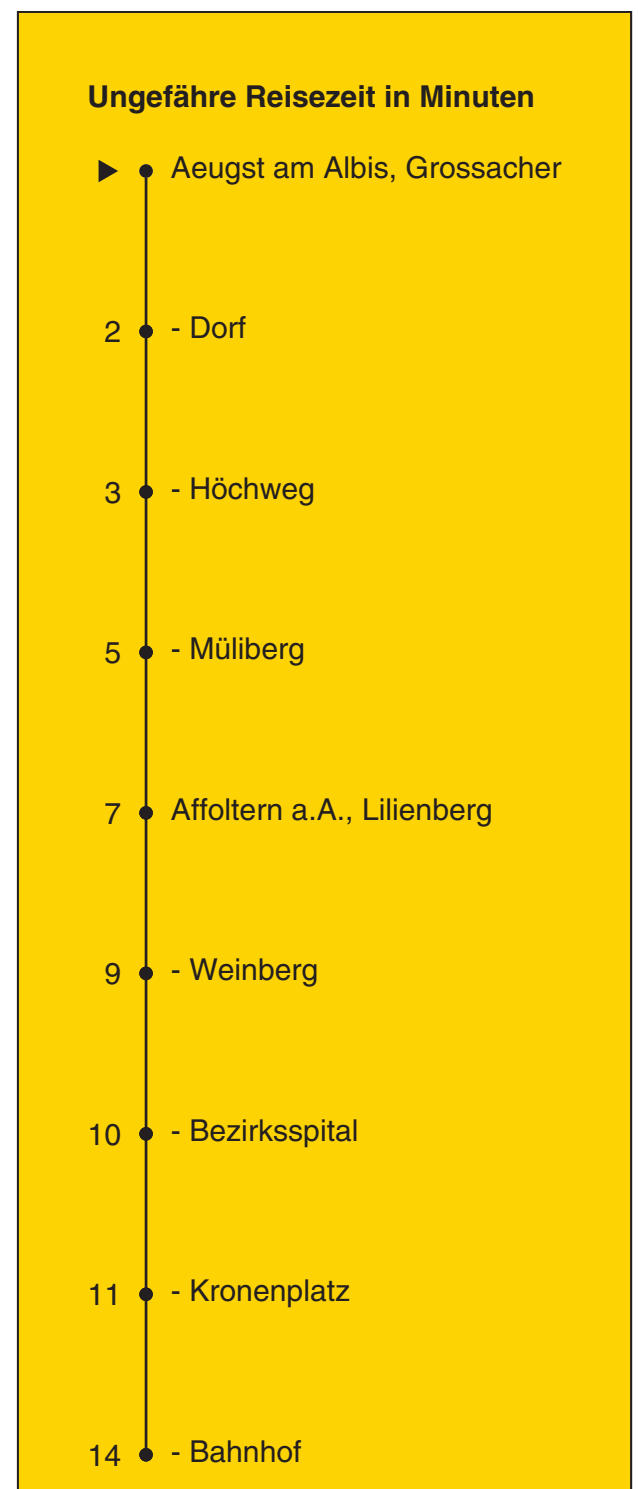 Ungefähre Reisezeit in Minuten
Aeugst am Albis, Grossacher
2 - Dorf
3 - Höchweg
5 - Müliberg
7 Affoltern a.A., Lilienberg
9 - Weinberg
10 - Bezirksspital
11 - Kronenplatz
14 - Bahnhof